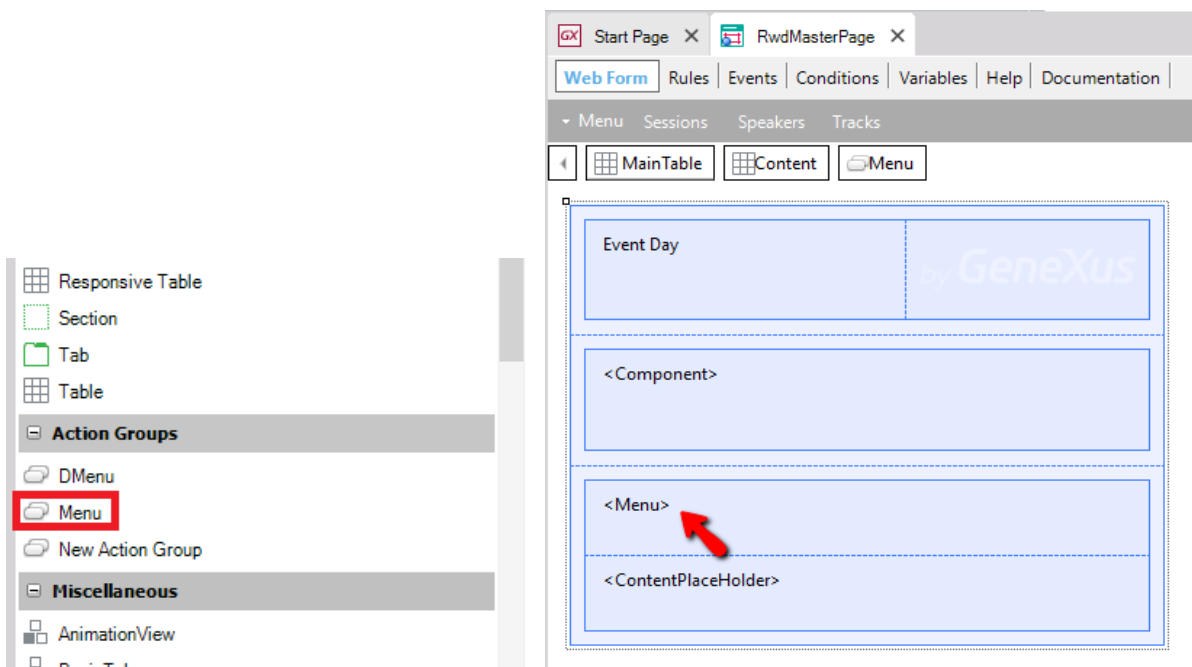 Responsive Table
Section
Tab
Table
Action Groups
DMenu
Menu
New Action Group
Miscellaneous
AnimationView
GX Start Page RwdMasterPage
Web Form Rules Events Conditions Variables Help Documentation
Menu Sessions Speakers Tracks
MainTable Content Menu
Event Day
by GeneXus
<Component>
<Menu>
<ContentPlaceHolder>